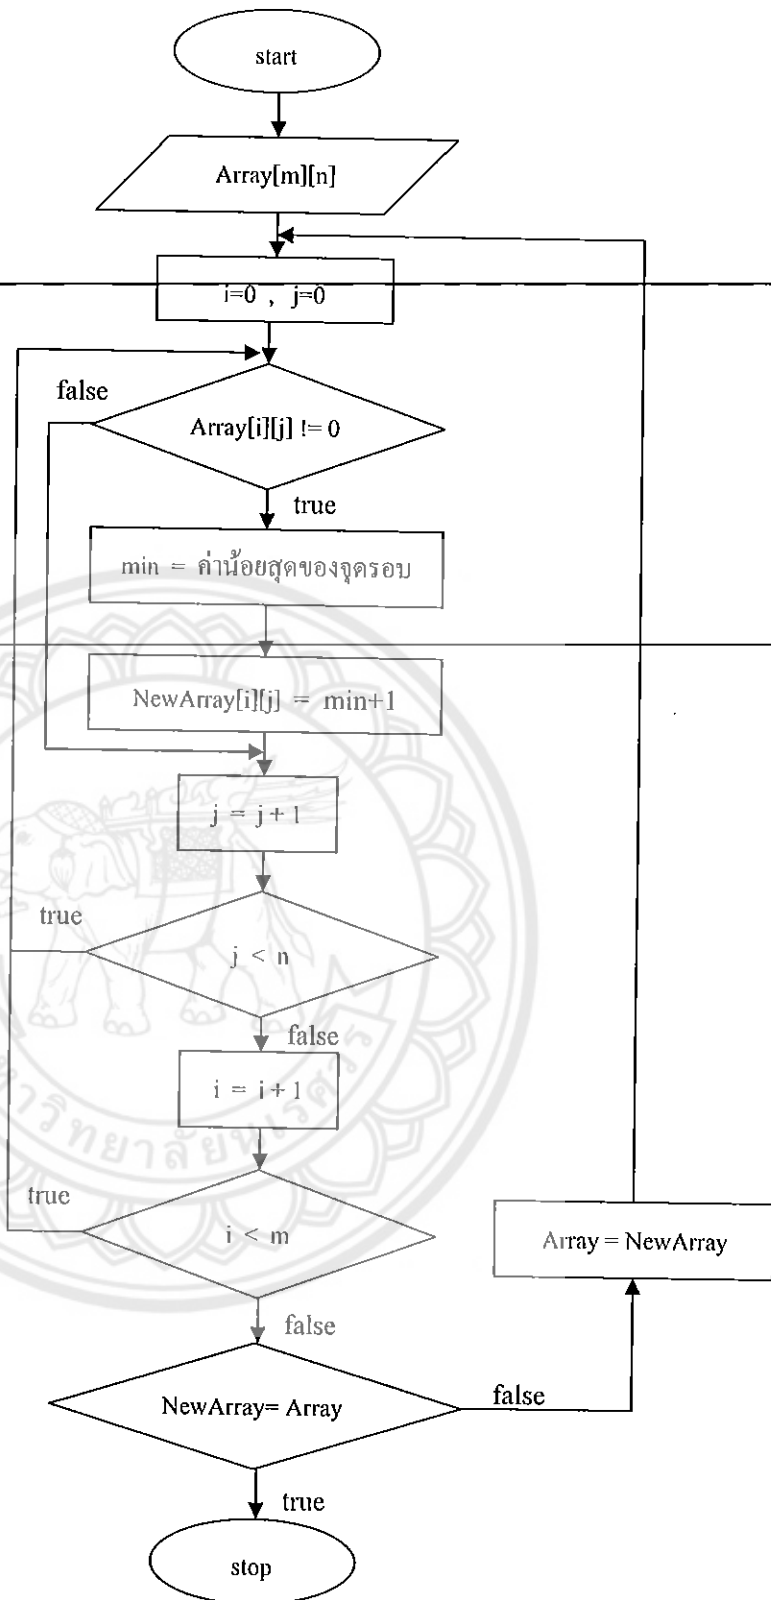 start
Array[m][n]
i=0 , j=0
false
Array[i][j] != 0
true
min = ค่าน้อยสุดของจุดรอบ
NewArray[i][j] = min+1
j = j+1
true
j < n
false
i = i+1
true
i < m
Array = NewArray
false
NewArray= Array
false
true
stop